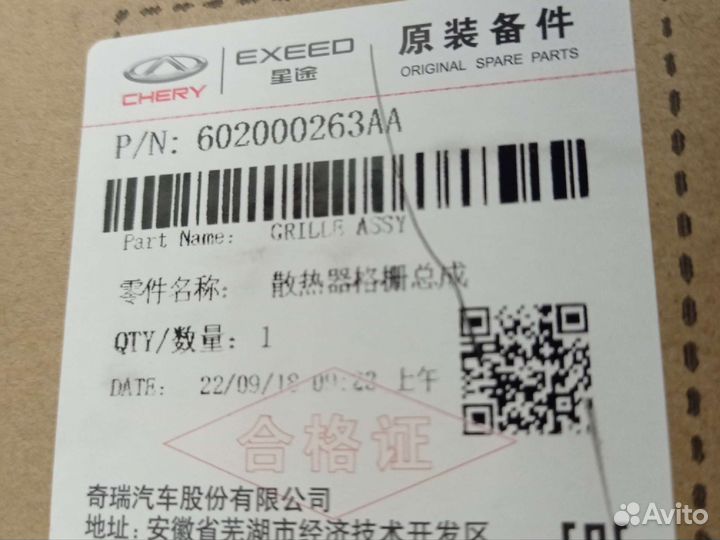 CHERY
EXEED
星途
原装备件
ORIGINAL SPARE PARTS
P/N: 602000263AA
Part Name: GRILLE ASSY
零件名称: 散热器格栅总成
QTY/数量: 1
DATE: 22/09/18 09: 上午
合格证
奇瑞汽车股份有限公司
地址: 安徽省芜湖市经济技术开发区
Avito